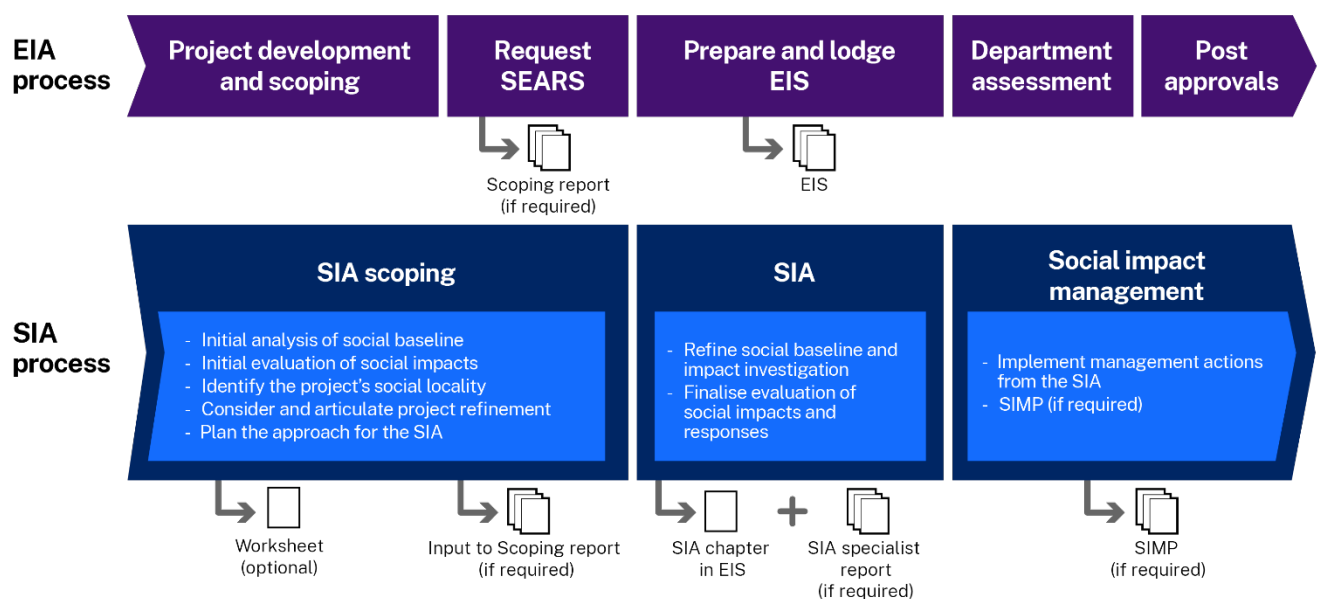 EIA
process
Project development
and scoping
Request
SEARS
Prepare and lodge
EIS
Department
assessment
Post
approvals
Scoping report
(if required)
EIS
SIA
process
SIA scoping
- Initial analysis of social baseline
- Initial evaluation of social impacts
- Identify the project's social locality
- Consider and articulate project refinement
- Plan the approach for the SIA
SIA
- Refine social baseline and
impact investigation
- Finalise evaluation of
social impacts and
responses
Social impact
management
- Implement management actions
from the SIA
- SIMP (if required)
Worksheet
(optional)
Input to Scoping report
(if required)
SIA chapter
in EIS
+
SIA specialist
report
(if required)
SIMP
(if required)